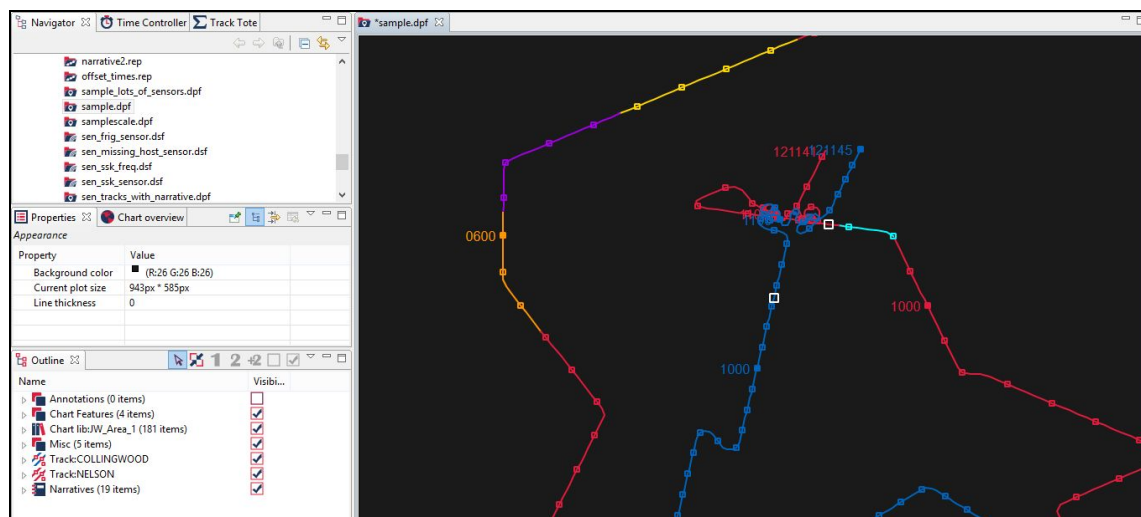 Navigator Time Controller Track Tote
*sample.dpf
narrative2.rep
offset_times.rep
sample_lots_of_sensors.dpf
sample.dpf
samplescale.dpf
sen_frig_sensor.dsf
sen_missing_host_sensor.dsf
sen_ssk_freq.dsf
sen_ssk_sensor.dsf
sen_tracks_with_narrative.dpf
Properties Chart overview
Appearance
Property Value
Background color (R:26 G:26 B:26)
Current plot size 943px * 585px
Line thickness 0
Outline
1 2 +2
Name Visibi...
Annotations (0 items)
Chart Features (4 items)
Chart lib:JW_Area_1 (181 items)
Misc (5 items)
Track:COLLINGWOOD
Track:NELSON
Narratives (19 items)
121145
0600
1000
1000